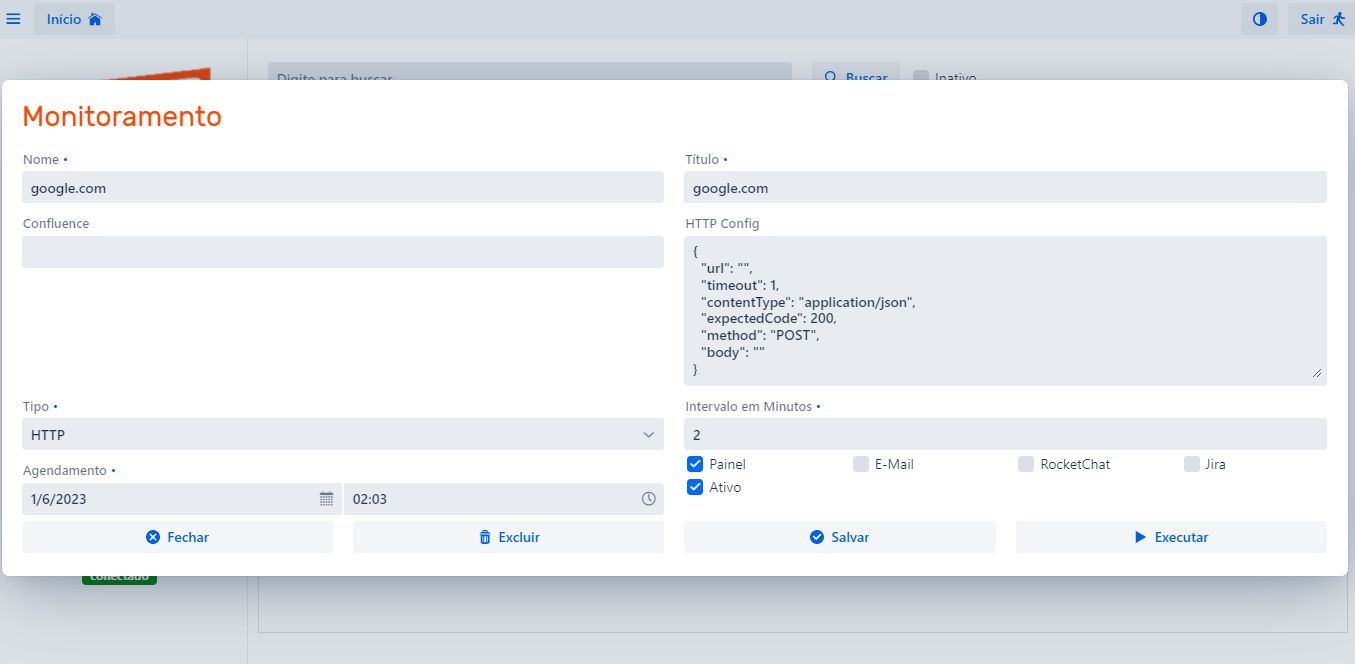 Início
Sair
Digite para buscar
Buscar
Inativo
Monitoramento
Nome •
Título •
google.com
google.com
Confluence
HTTP Config
{
"url": "",
"timeout": 1,
"contentType": "application/json",
"expectedCode": 200,
"method": "POST",
"body": ""
}
Tipo •
Intervalo em Minutos •
HTTP
2
Painel
E-Mail
RocketChat
Jira
Agendamento •
Ativo
1/6/2023
02:03
Fechar
Excluir
Salvar
Executar
conectado